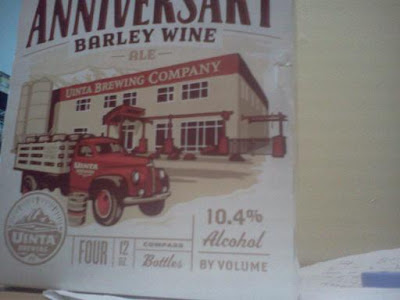 ANNIVERSARY
BARLEY WINE
ALE
UINTA BREWING COMPANY
UINTA
UINTA
FOUR
12
OZ
COMPASS
Bottles
10.4%
Alcohol
BY VOLUME